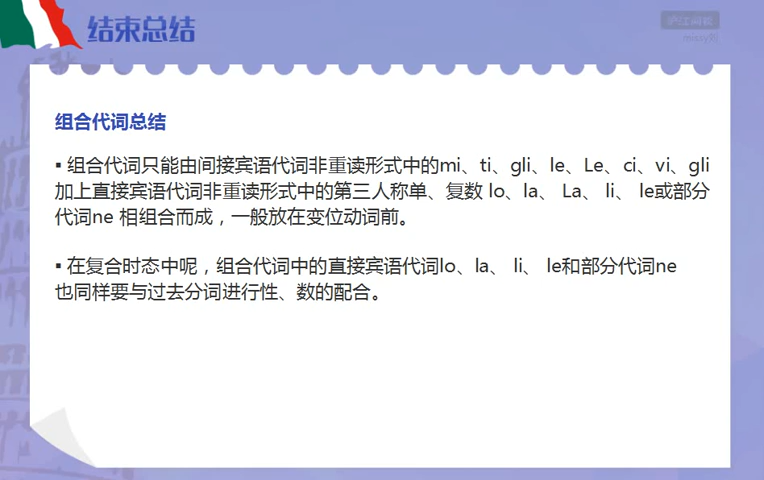 结束总结
沪江网校
missy20
组合代词总结
▪ 组合代词只能由间接宾语代词非重读形式中的mi、ti、gli、le、Le、ci、vi、gli
加上直接宾语代词非重读形式中的第三人称单、复数 lo、la、 La、 li、 le或部分
代词ne 相组合而成，一般放在变位动词前。
▪ 在复合时态中呢，组合代词中的直接宾语代词lo、la、 li、 le和部分代词ne
也同样要与过去分词进行性、数的配合。